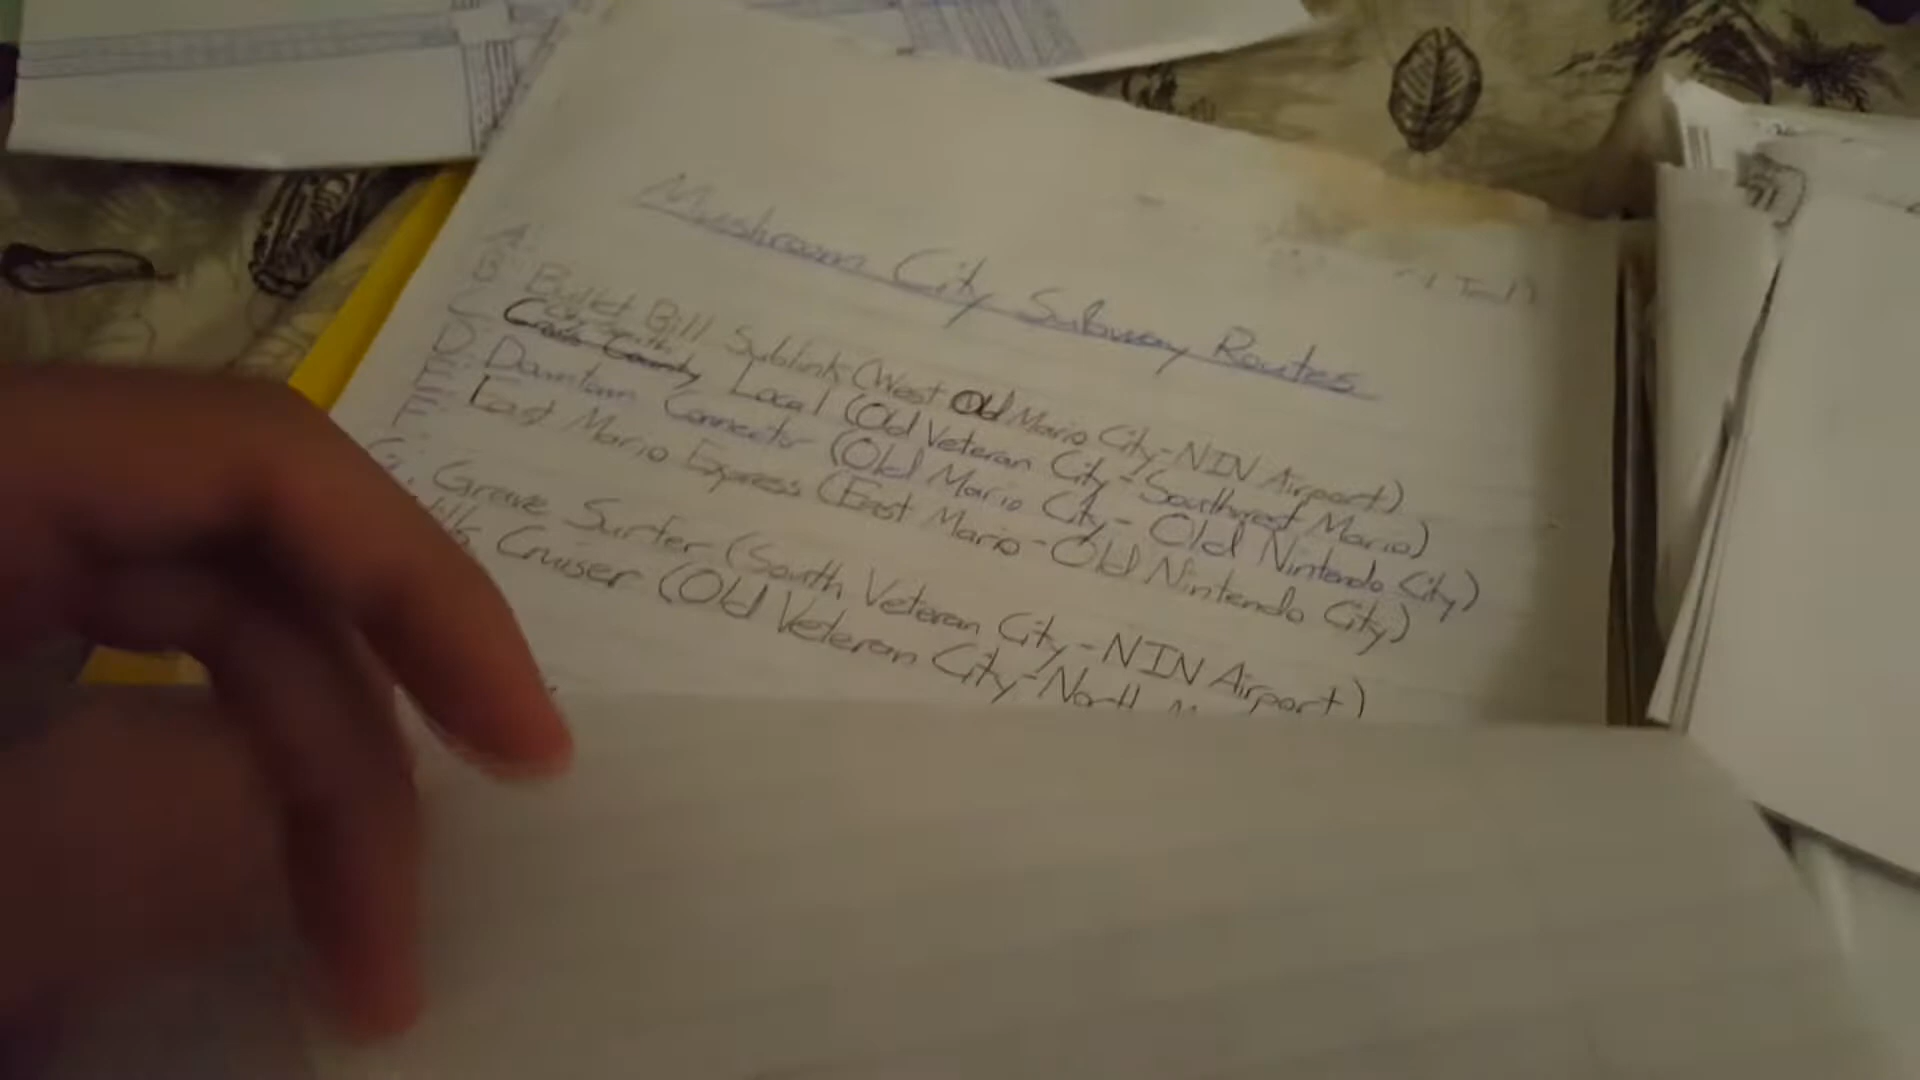 Mushroom City Subway Routes
A:
B: Bullet Bill Sublink (West Old Mario City-NIN Airport)
C: County Local (Old Veteran City-Southwest Mario)
D: Downtown Connector (Old Mario City-Old Nintendo City)
E: East Mario Express (East Mario-Old Nintendo City)
F:
G: Grave Surfer (South Veteran City-NIN Airport)
Cruiser (Old Veteran City-North